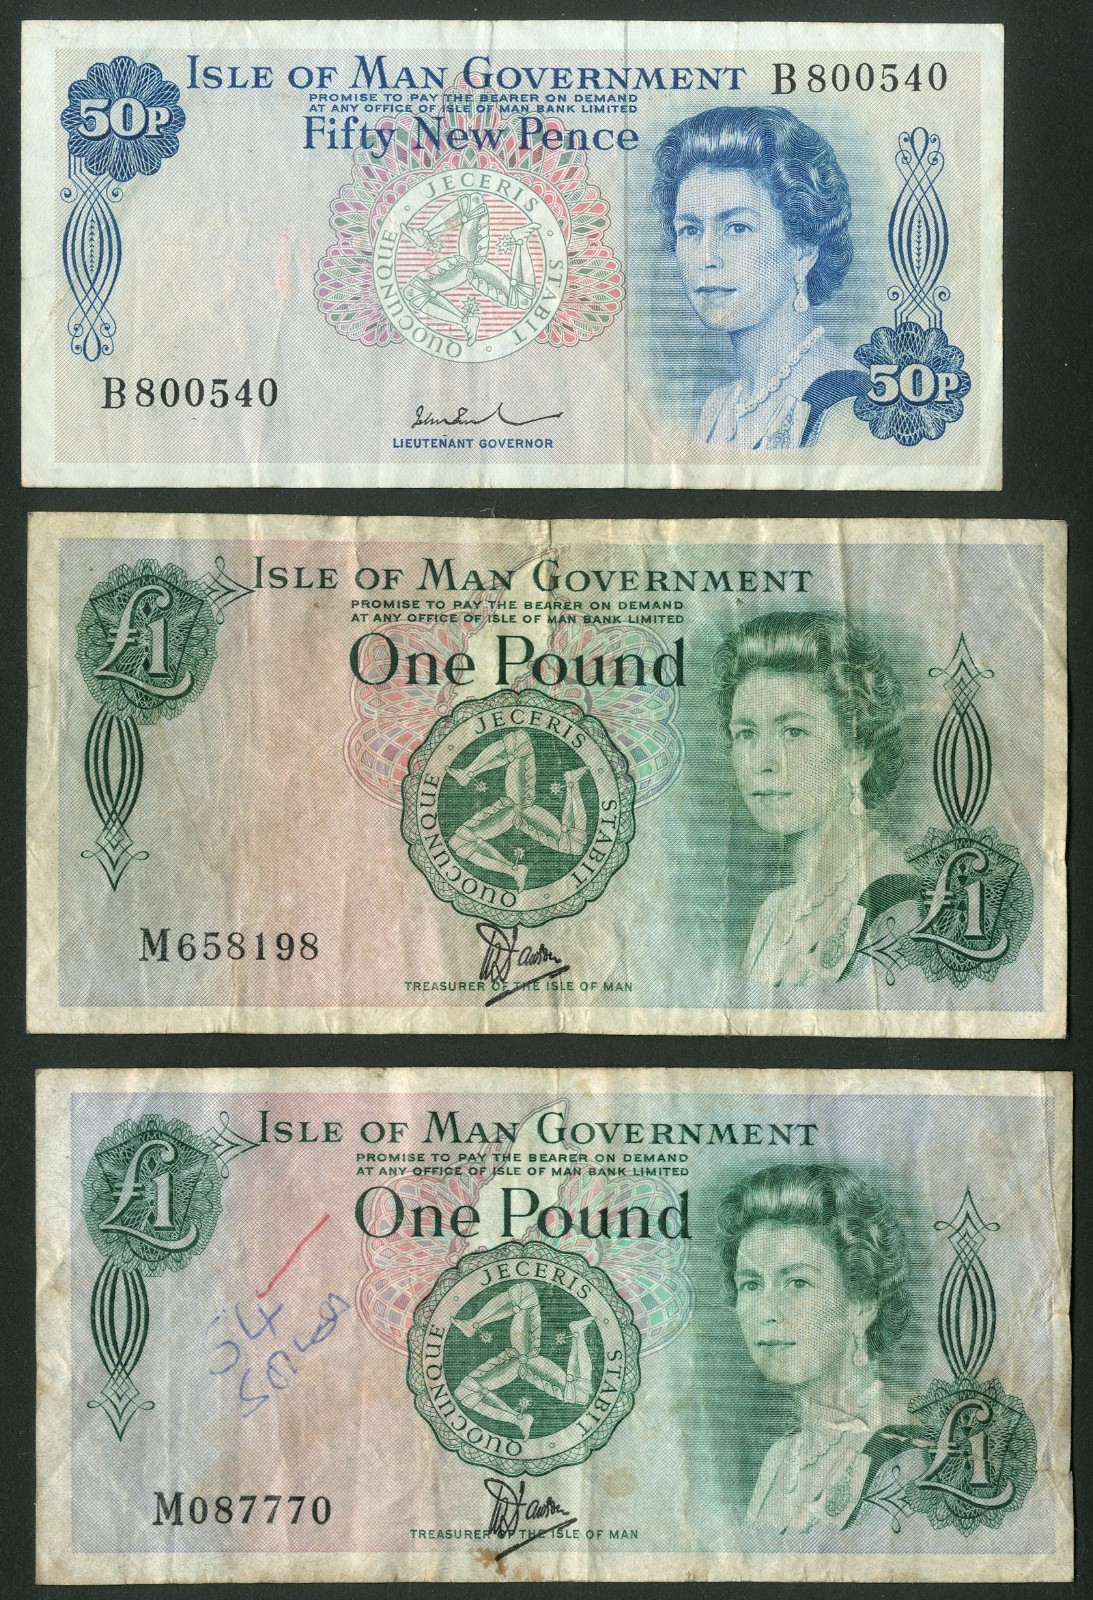 50P
ISLE OF MAN GOVERNMENT
B 800540
PROMISE TO PAY THE BEARER ON DEMAND
AT ANY OFFICE OF ISLE OF MAN BANK LIMITED
Fifty New Pence
QUOCUNQUE · JECERIS · STABIT ·
B 800540
50P
LIEUTENANT GOVERNOR
£1
ISLE OF MAN GOVERNMENT
PROMISE TO PAY THE BEARER ON DEMAND
AT ANY OFFICE OF ISLE OF MAN BANK LIMITED
One Pound
QUOCUNQUE · JECERIS · STABIT ·
£1
M658198
TREASURER OF THE ISLE OF MAN
£1
ISLE OF MAN GOVERNMENT
PROMISE TO PAY THE BEARER ON DEMAND
AT ANY OFFICE OF ISLE OF MAN BANK LIMITED
One Pound
54
QUOCUNQUE · JECERIS · STABIT ·
£1
M087770
TREASURER OF THE ISLE OF MAN